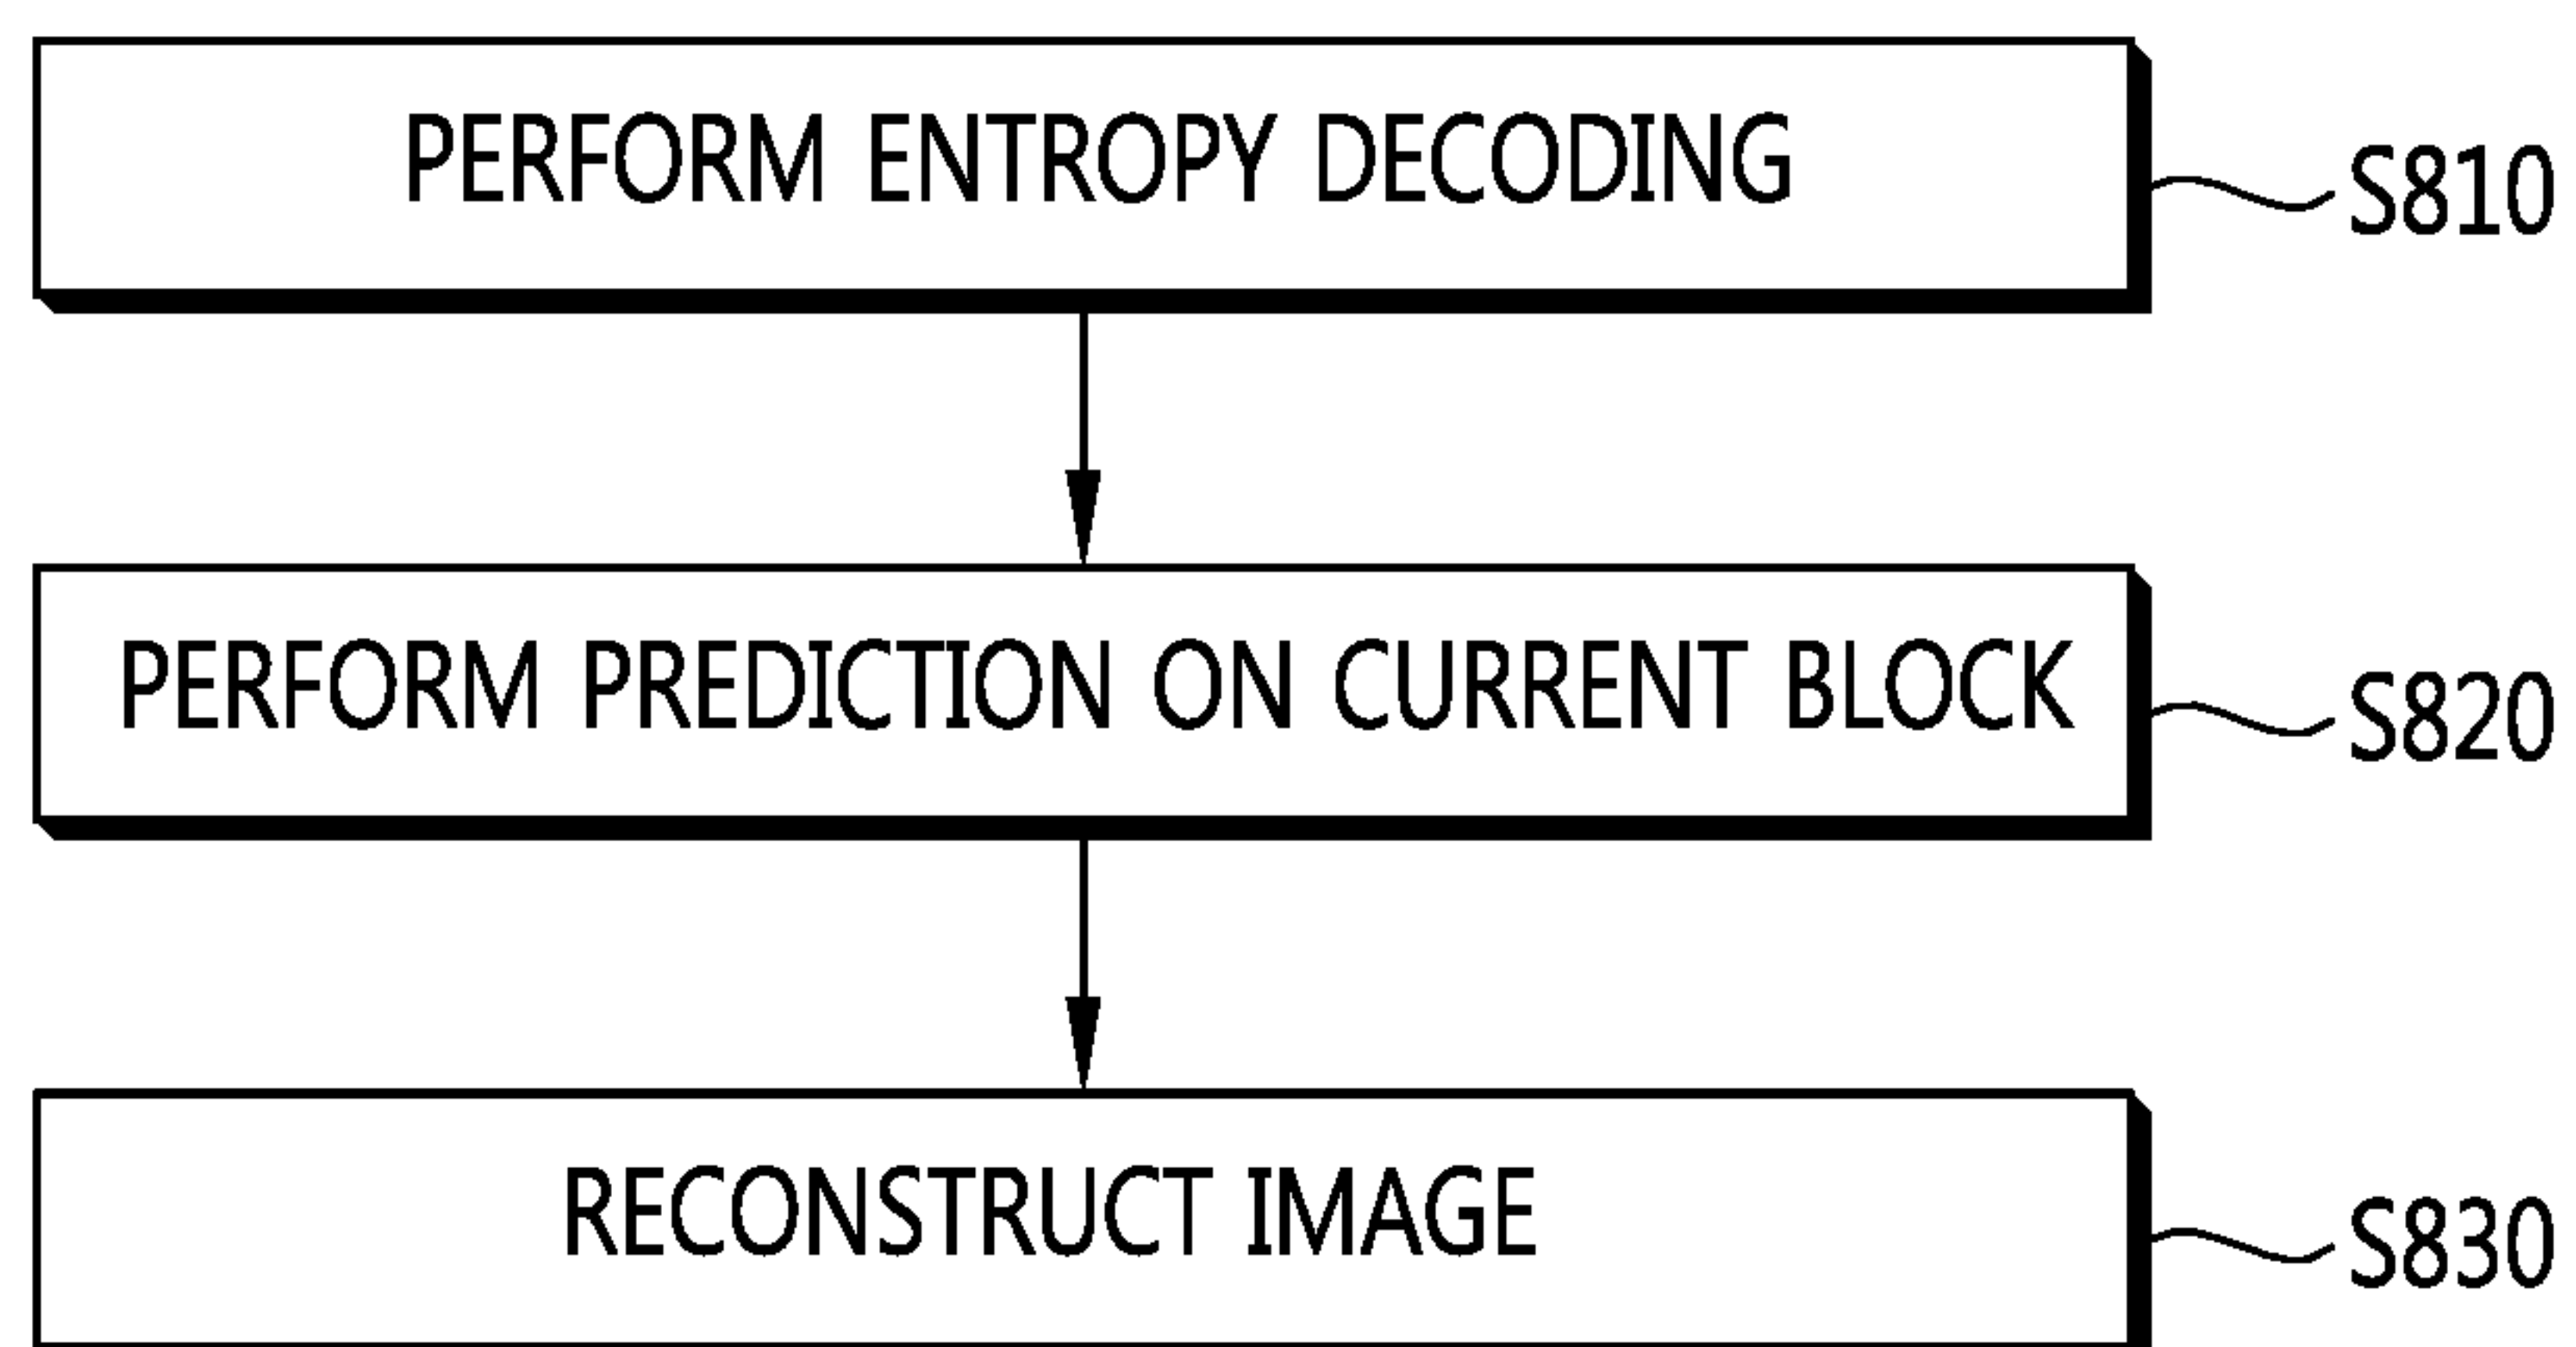 PERFORM ENTROPY DECODING
S810
PERFORM PREDICTION ON CURRENT BLOCK
S820
RECONSTRUCT IMAGE
S830